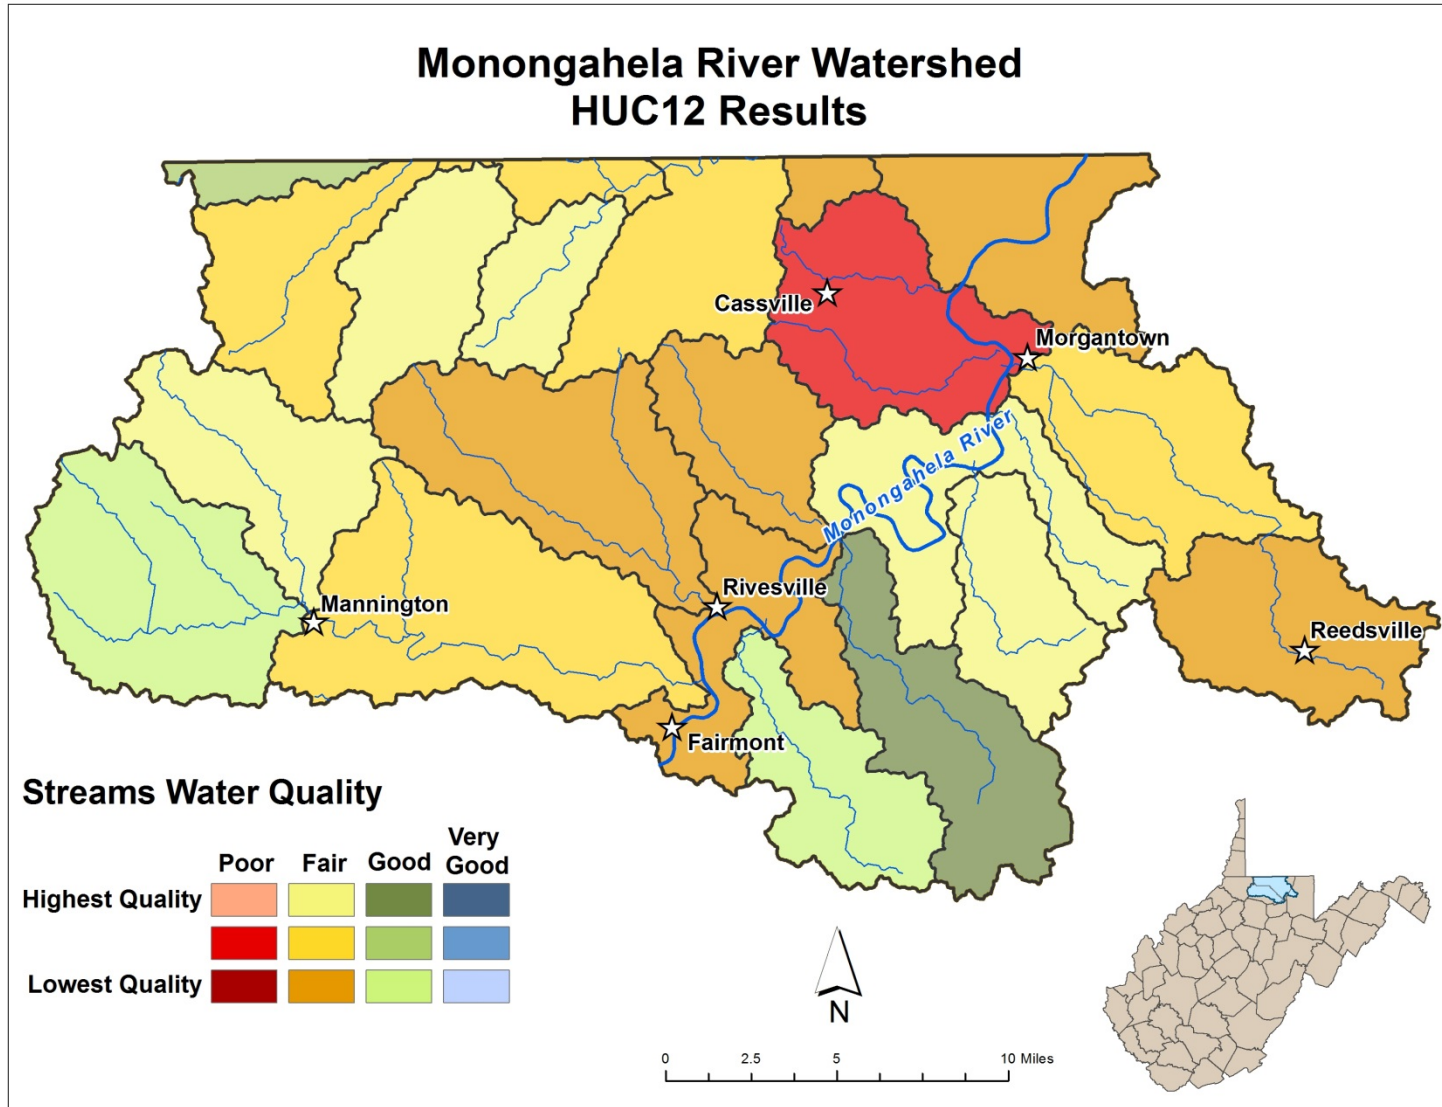 Monongahela River Watershed
HUC12 Results
Cassville
Morgantown
Monongahela River
Rivesville
Mannington
Reedsville
Fairmont
Streams Water Quality
Poor Fair Good Very Good
Highest Quality
Lowest Quality
N
0 2.5 5 10 Miles